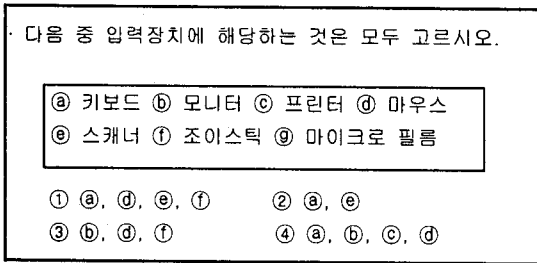 · 다음 중 입력장치에 해당하는 것은 모두 고르시오.
ⓐ 키보드 ⓑ 모니터 ⓒ 프린터 ⓓ 마우스
ⓔ 스캐너 ⓕ 조이스틱 ⓖ 마이크로 필름
① ⓐ, ⓓ, ⓔ, ⓕ ② ⓐ, ⓔ
③ ⓑ, ⓓ, ⓕ ④ ⓐ, ⓑ, ⓒ, ⓓ